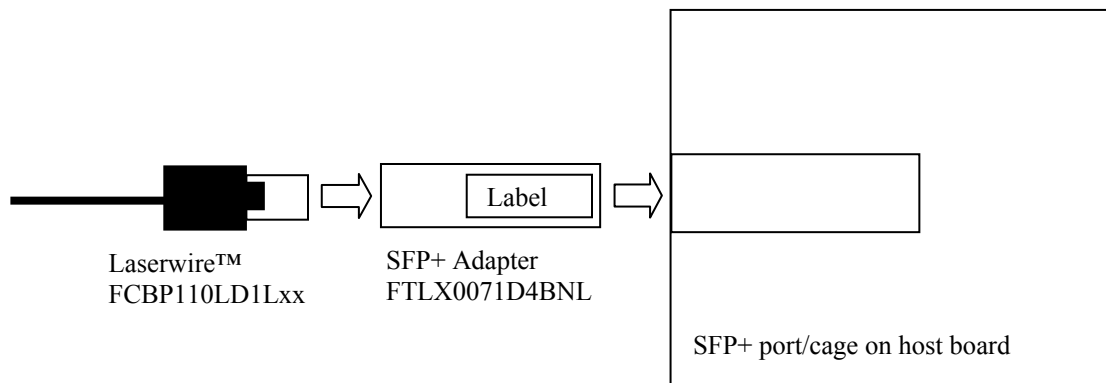 Label
Laserwire™
FCBP110LD1Lxx
SFP+ Adapter
FTLX0071D4BNL
SFP+ port/cage on host board